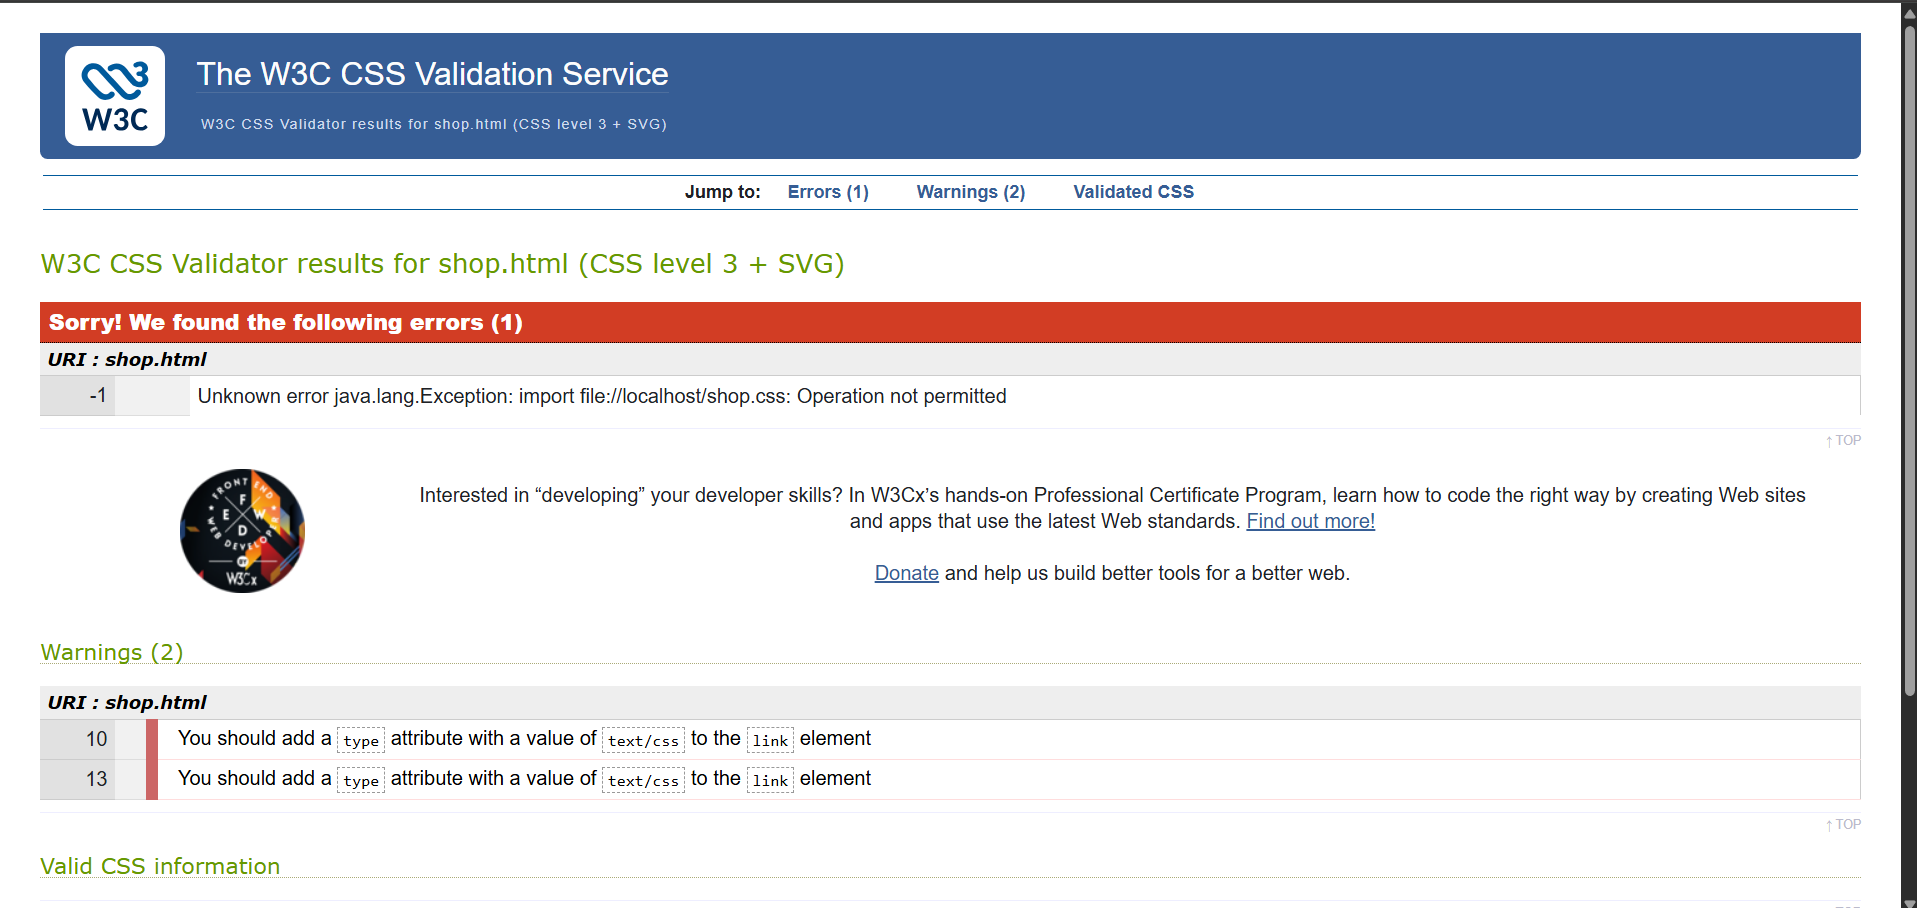 W3C
The W3C CSS Validation Service
W3C CSS Validator results for shop.html (CSS level 3 + SVG)
Jump to: Errors (1) Warnings (2) Validated CSS
W3C CSS Validator results for shop.html (CSS level 3 + SVG)
Sorry! We found the following errors (1)
URI : shop.html
-1 Unknown error java.lang.Exception: import file://localhost/shop.css: Operation not permitted
↑ TOP
FRONT END
F
E W
D
WEB DEVELOPER
BY
W3Cx
Interested in “developing” your developer skills? In W3Cx’s hands-on Professional Certificate Program, learn how to code the right way by creating Web sites
and apps that use the latest Web standards. Find out more!
Donate and help us build better tools for a better web.
Warnings (2)
URI : shop.html
10 You should add a type attribute with a value of text/css to the link element
13 You should add a type attribute with a value of text/css to the link element
↑ TOP
Valid CSS information